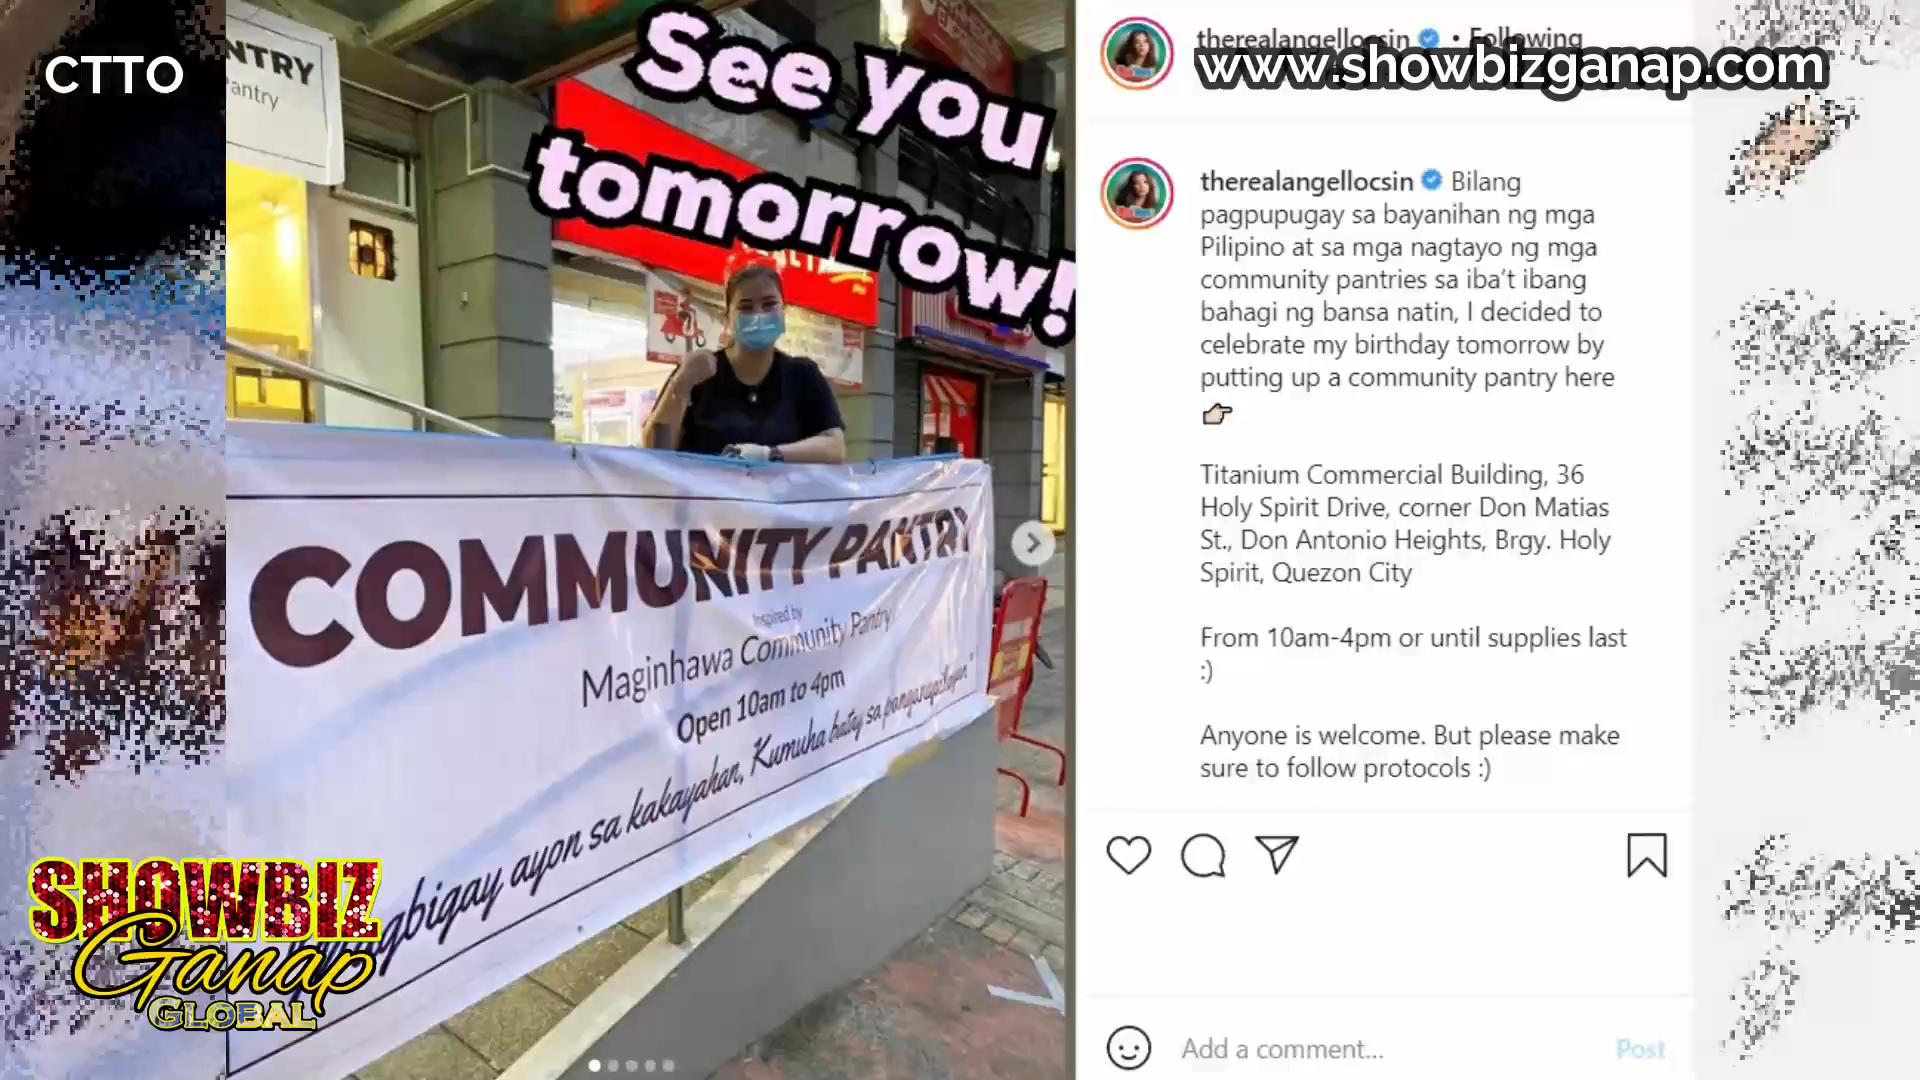 CTTO
NTRY
antry
See you
tomorrow!
COMMUNITY PANTRY
Inspired by
Maginhawa Community Pantry
Open 10am to 4pm
gbigay ayon sa kakayahan, Kumuha batay sa pangangailangan"
SHOWBIZ
Ganap
GLOBAL
therealangellocsin • Following
www.showbizganap.com
therealangellocsin Bilang
pagpupugay sa bayanihan ng mga
Pilipino at sa mga nagtayo ng mga
community pantries sa iba't ibang
bahagi ng bansa natin, I decided to
celebrate my birthday tomorrow by
putting up a community pantry here
👉🏻
Titanium Commercial Building, 36
Holy Spirit Drive, corner Don Matias
St., Don Antonio Heights, Brgy. Holy
Spirit, Quezon City
From 10am-4pm or until supplies last
:)
Anyone is welcome. But please make
sure to follow protocols :)
Add a comment...
Post